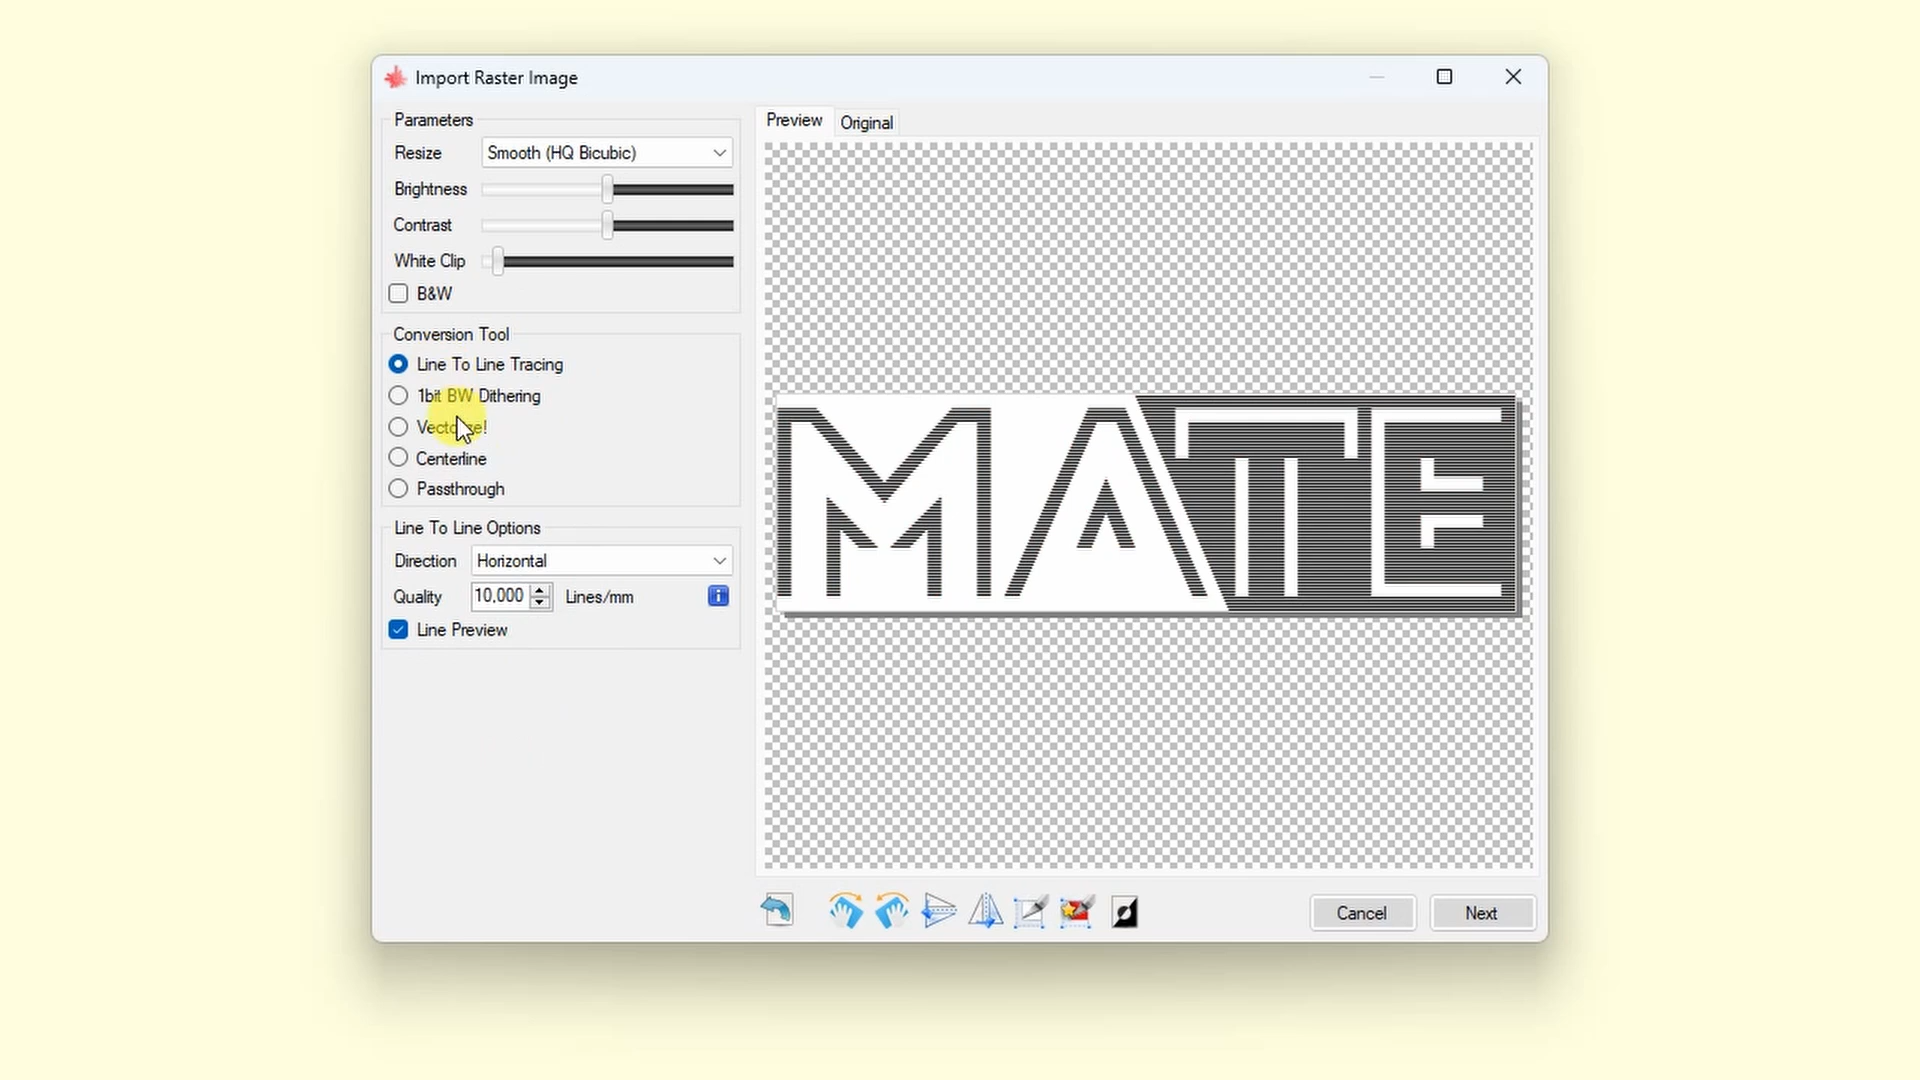 Import Raster Image
Parameters
Resize Smooth (HQ Bicubic)
Brightness
Contrast
White Clip
B&W
Conversion Tool
Line To Line Tracing
1bit BW Dithering
Vectorize!
Centerline
Passthrough
Line To Line Options
Direction Horizontal
Quality 10,000 Lines/mm
Line Preview
Preview Original
MATE
Cancel Next